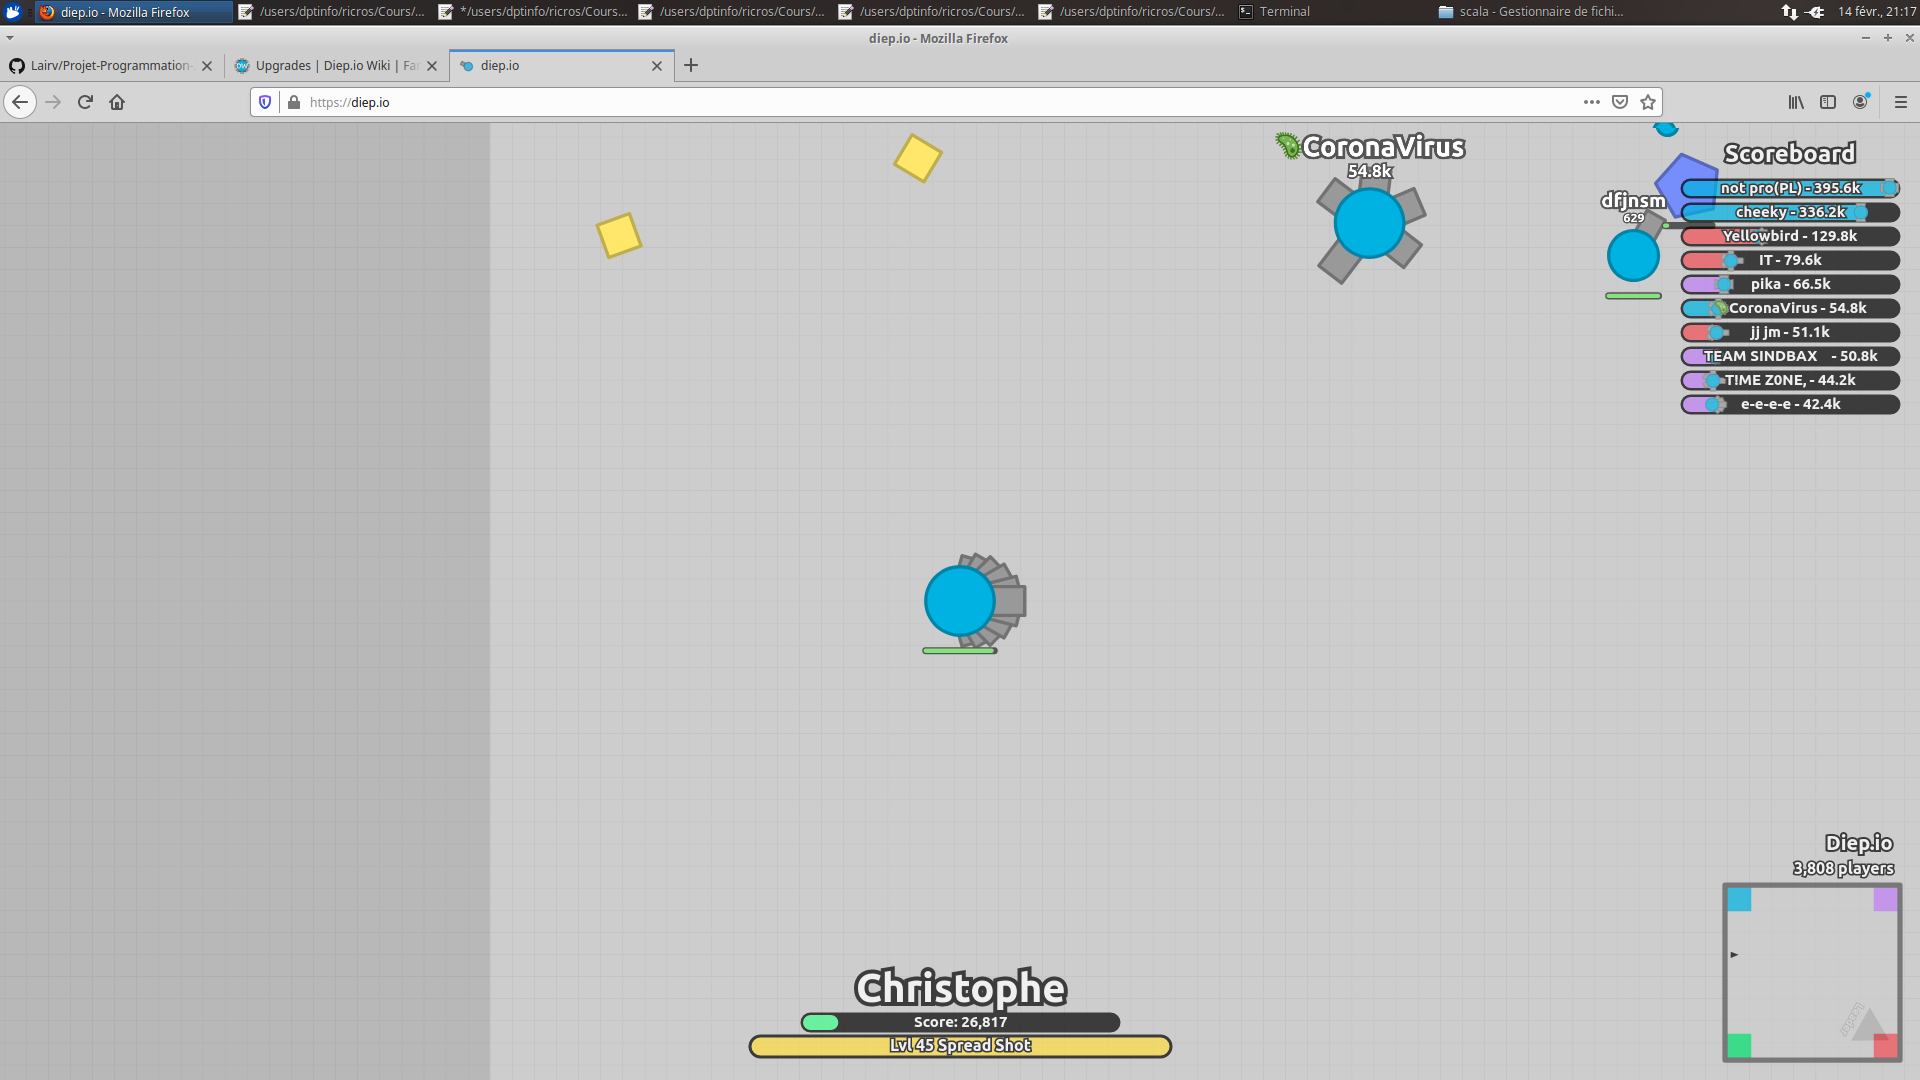 diep.io - Mozilla Firefox
/users/dptinfo/ricros/Cours/...
*/users/dptinfo/ricros/Cours...
/users/dptinfo/ricros/Cours/...
/users/dptinfo/ricros/Cours/...
/users/dptinfo/ricros/Cours/...
Terminal
scala - Gestionnaire de fichi...
14 févr., 21:17
diep.io - Mozilla Firefox
Lairv/Projet-Programmation-
Upgrades | Diep.io Wiki | Fa
diep.io
https://diep.io
CoronaVirus
54.8k
dfjnsm
629
Scoreboard
not pro(PL) - 395.6k
cheeky - 336.2k
Yellowbird - 129.8k
IT - 79.6k
pika - 66.5k
CoronaVirus - 54.8k
jj jm - 51.1k
TEAM SINDBAX - 50.8k
T!ME Z0NE, - 44.2k
e-e-e-e - 42.4k
Diep.io
3,808 players
Christophe
Score: 26,817
Lvl 45 Spread Shot